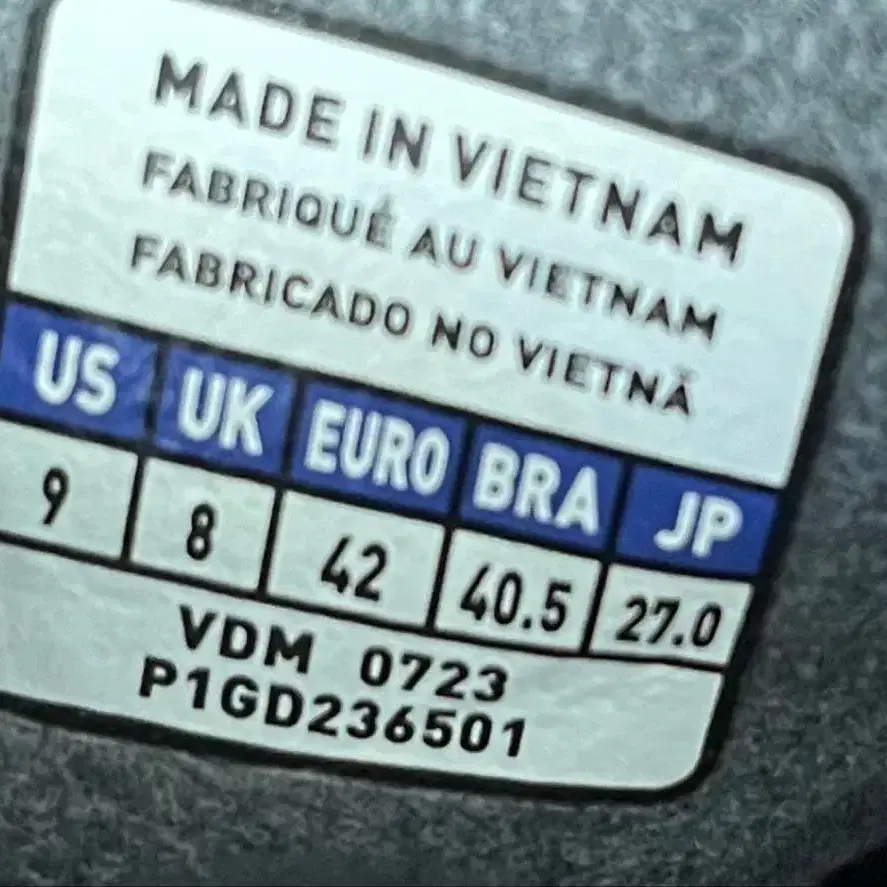 MADE IN VIETNAM
FABRIQUÉ AU VIETNAM
FABRICADO NO VIETNÃ
US UK EURO BRA JP
9 8 42 40.5 27.0
VDM 0723
P1GD236501